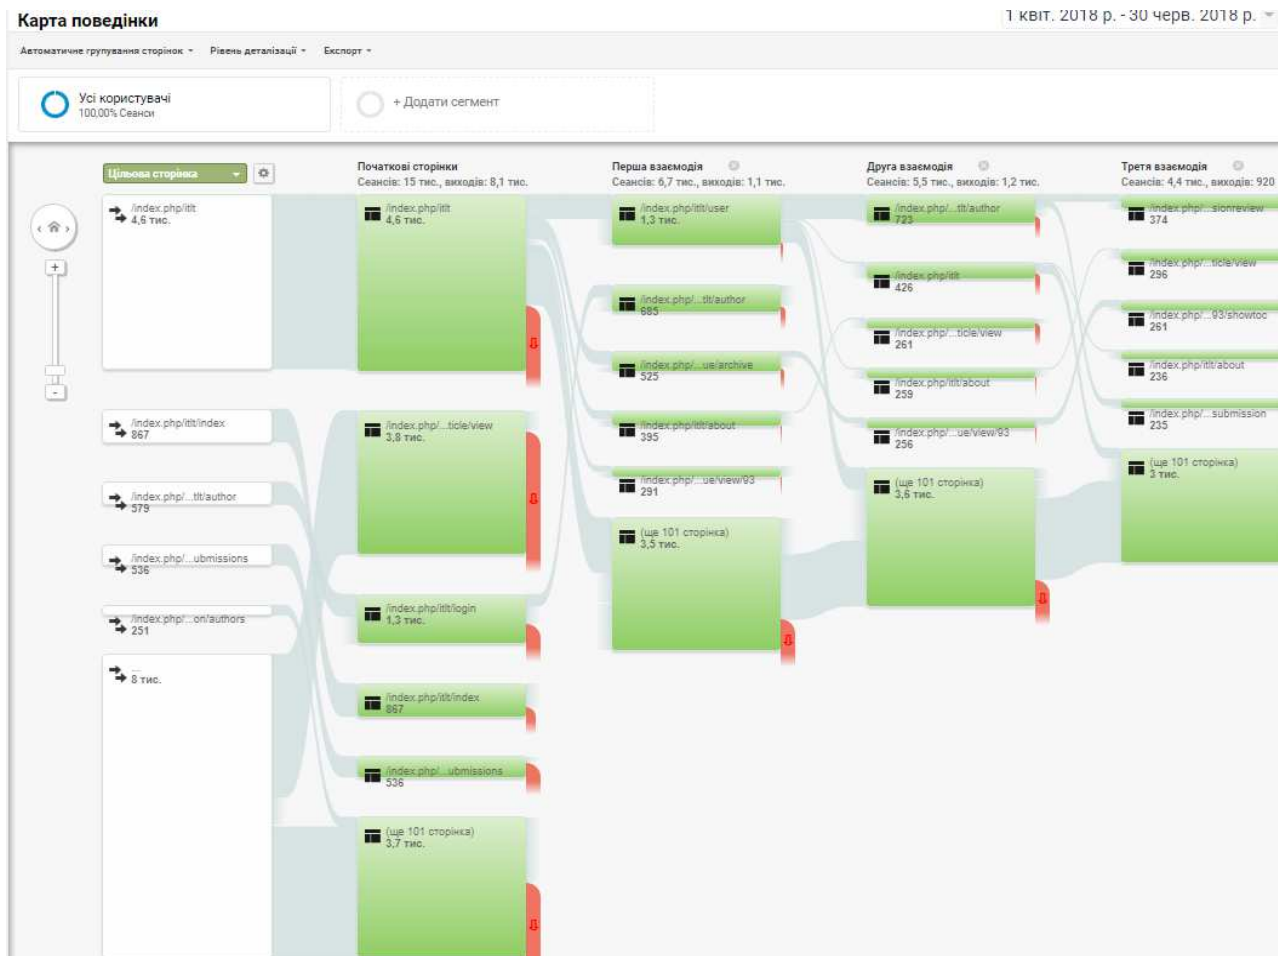 Карта поведінки
1 квіт. 2018 р. - 30 черв. 2018 р.
Автоматичне групування сторінок
Рівень деталізації
Експорт
Усі користувачі
100,00% Сеанси
+ Додати сегмент
Цільова сторінка
/index.php/itlt
4,6 тис.
/index.php/itlt/index
867
/index.php/...tlt/author
579
/index.php/...ubmissions
536
/index.php/...on/authors
251
...
8 тис.
Початкові сторінки
Сеансів: 15 тис., виходів: 8,1 тис.
/index.php/itlt
4,6 тис.
/index.php/...ticle/view
3,8 тис.
/index.php/itlt/login
1,3 тис.
/index.php/itlt/index
867
/index.php/...ubmissions
536
(ще 101 сторінка)
3,7 тис.
Перша взаємодія
Сеансів: 6,7 тис., виходів: 1,1 тис.
/index.php/itlt/user
1,3 тис.
/index.php/...tlt/author
685
/index.php/...ue/archive
525
/index.php/itlt/about
395
/index.php/...ue/view/93
291
(ще 101 сторінка)
3,5 тис.
Друга взаємодія
Сеансів: 5,5 тис., виходів: 1,2 тис.
/index.php/...tlt/author
723
/index.php/itlt
426
/index.php/...ticle/view
261
/index.php/itlt/about
259
/index.php/...ue/view/93
256
(ще 101 сторінка)
3,6 тис.
Третя взаємодія
Сеансів: 4,4 тис., виходів: 920
/index.php/...sionreview
374
/index.php/...ticle/view
296
/index.php/...93/showtoc
261
/index.php/itlt/about
236
/index.php/...submission
235
(ще 101 сторінка)
3 тис.